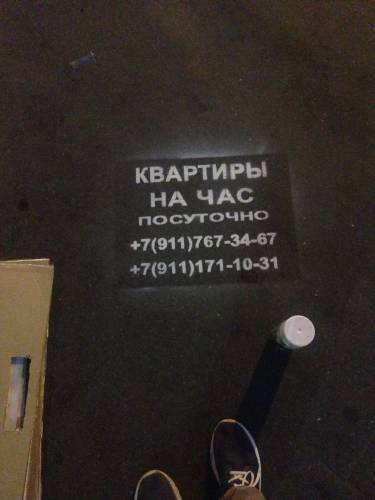 КВАРТИРЫ
НА ЧАС
ПОСУТОЧНО
+7(911)767-34-67
+7(911)171-10-31